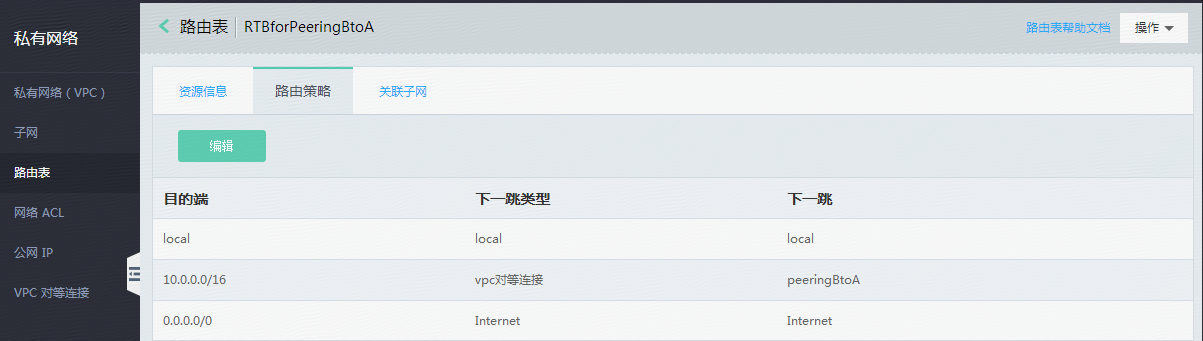 私有网络
私有网络（VPC）
子网
路由表
网络 ACL
公网 IP
VPC 对等连接
路由表 RTBforPeeringBtoA
路由表帮助文档 操作
资源信息 路由策略 关联子网
编辑
目的端 下一跳类型 下一跳
local local local
10.0.0.0/16 vpc对等连接 peeringBtoA
0.0.0.0/0 Internet Internet